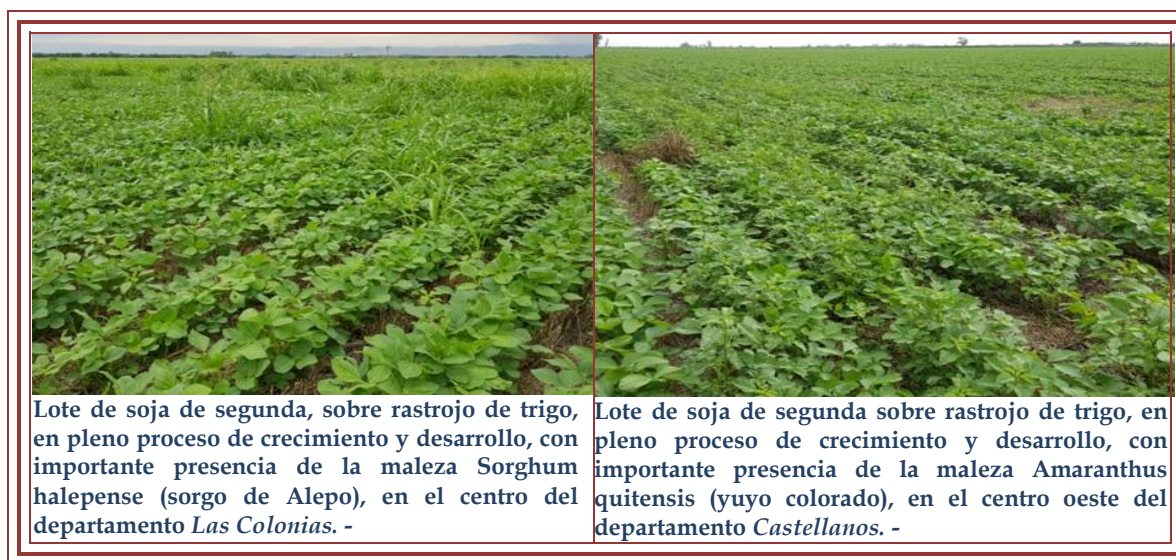 Lote de soja de segunda, sobre rastrojo de trigo,
en pleno proceso de crecimiento y desarrollo, con
importante presencia de la maleza Sorghum
halepense (sorgo de Alepo), en el centro del
departamento Las Colonias. -
Lote de soja de segunda sobre rastrojo de trigo, en
pleno proceso de crecimiento y desarrollo, con
importante presencia de la maleza Amaranthus
quitensis (yuyo colorado), en el centro oeste del
departamento Castellanos. -